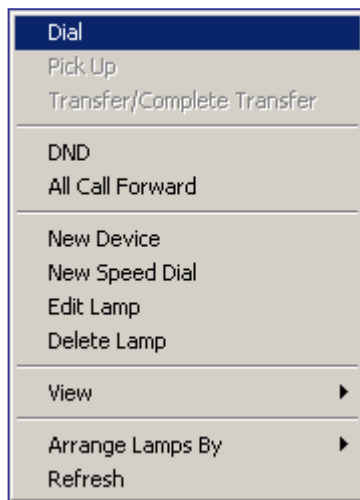 Dial
Pick Up
Transfer/Complete Transfer
DND
All Call Forward
New Device
New Speed Dial
Edit Lamp
Delete Lamp
View
Arrange Lamps By
Refresh